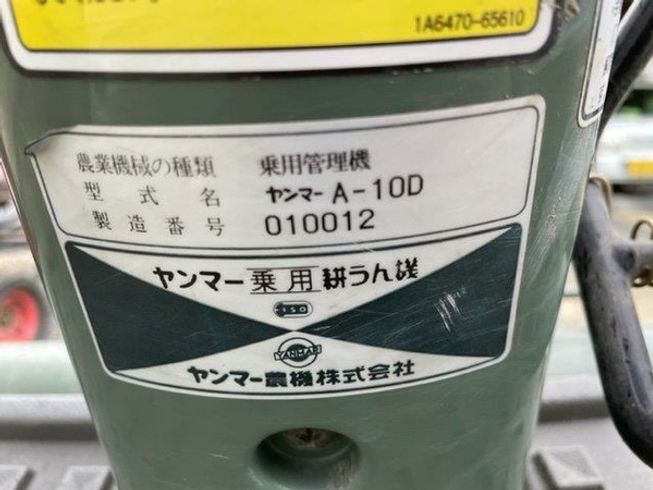 1A6470-65610
農業機械の種類 乗用管理機
型式名 ヤンマー A-10D
製造番号 010012
ヤンマー乗用耕うん機
ISO
YANMAR
ヤンマー農機株式会社